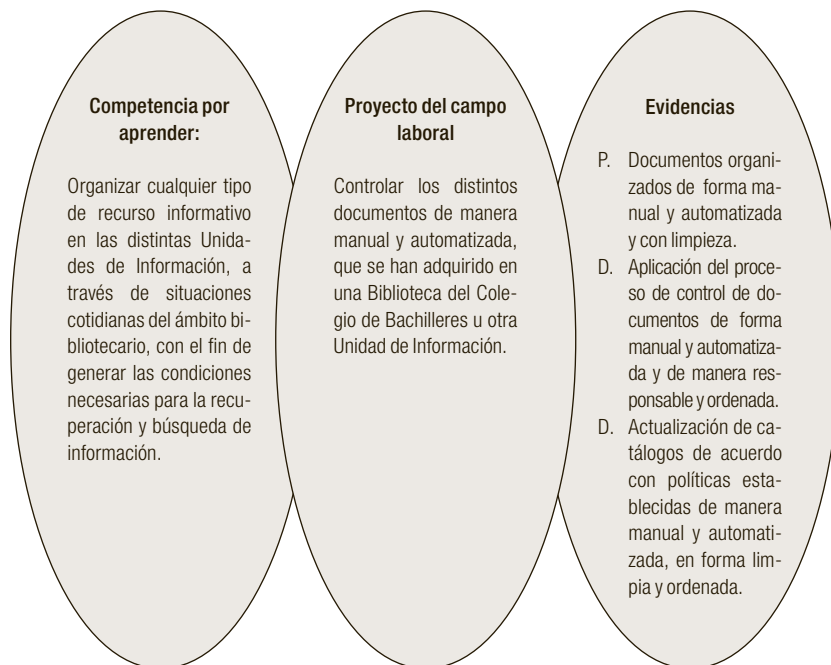 Competencia por
aprender:
Organizar cualquier tipo
de recurso informativo
en las distintas Unida-
des de Información, a
través de situaciones
cotidianas del ámbito bi-
bliotecario, con el fin de
generar las condiciones
necesarias para la recu-
peración y búsqueda de
información.
Proyecto del campo
laboral
Controlar los distintos
documentos de manera
manual y automatizada,
que se han adquirido en
una Biblioteca del Cole-
gio de Bachilleres u otra
Unidad de Información.
Evidencias
P. Documentos organi-
zados de forma ma-
nual y automatizada
y con limpieza.
D. Aplicación del proce-
so de control de do-
cumentos de forma
manual y automatiza-
da y de manera res-
ponsable y ordenada.
D. Actualización de ca-
tálogos de acuerdo
con políticas esta-
blecidas de manera
manual y automati-
zada, en forma lim-
pia y ordenada.